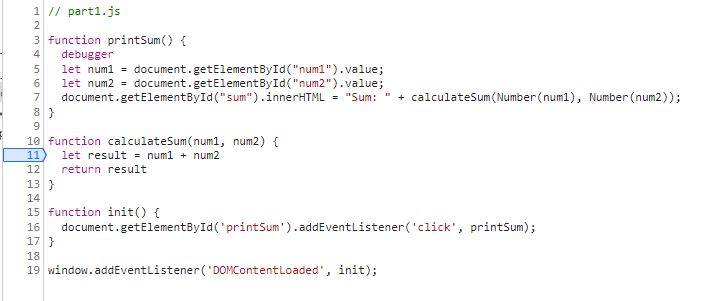 1 // part1.js
2
3 function printSum() {
4   debugger
5   let num1 = document.getElementById("num1").value;
6   let num2 = document.getElementById("num2").value;
7   document.getElementById("sum").innerHTML = "Sum: " + calculateSum(Number(num1), Number(num2));
8 }
9
10 function calculateSum(num1, num2) {
11   let result = num1 + num2
12   return result
13 }
14
15 function init() {
16   document.getElementById('printSum').addEventListener('click', printSum);
17 }
18
19 window.addEventListener('DOMContentLoaded', init);